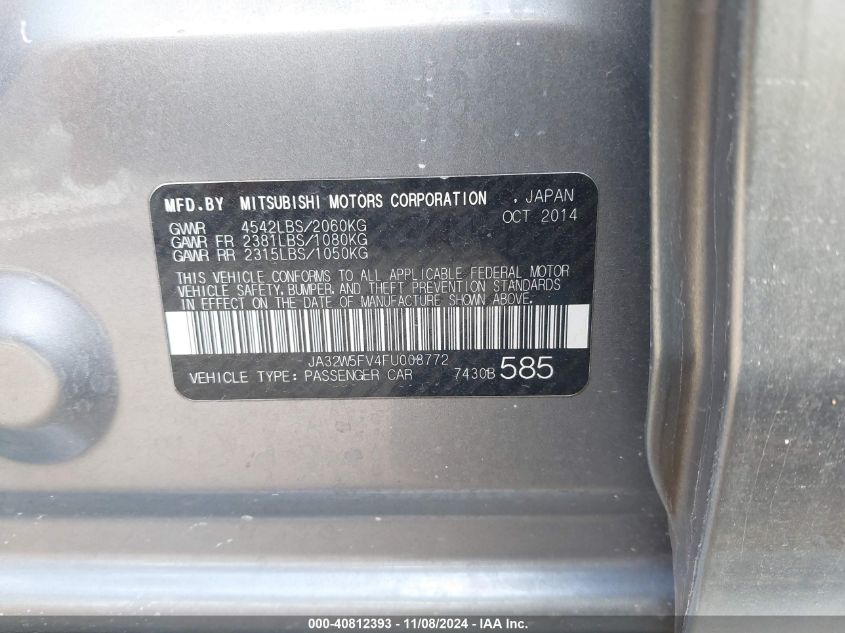 MFD.BY MITSUBISHI MOTORS CORPORATION , JAPAN
OCT 2014
GVWR 4542LBS/2060KG
GAWR FR 2381LBS/1080KG
GAWR RR 2315LBS/1050KG
THIS VEHICLE CONFORMS TO ALL APPLICABLE FEDERAL MOTOR
VEHICLE SAFETY, BUMPER, AND THEFT PREVENTION STANDARDS
IN EFFECT ON THE DATE OF MANUFACTURE SHOWN ABOVE.
JA32W5FV4FU008772
VEHICLE TYPE: PASSENGER CAR 7430B 585
000-40812393 - 11/08/2024 - IAA Inc.